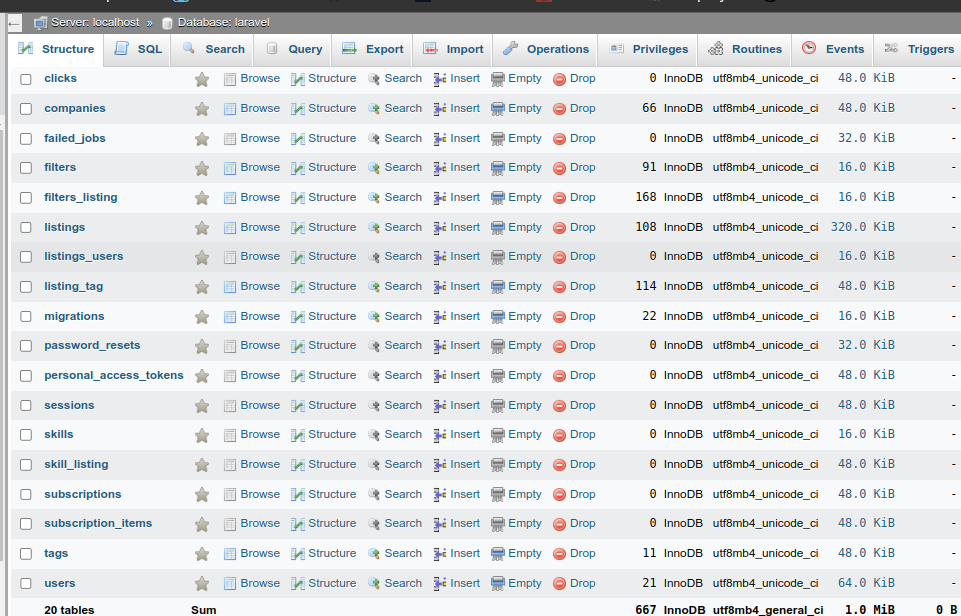 ← Server: localhost » Database: laravel
Structure SQL Search Query Export Import Operations Privileges Routines Events Triggers
clicks Browse Structure Search Insert Empty Drop 0 InnoDB utf8mb4_unicode_ci 48.0 KiB -
companies Browse Structure Search Insert Empty Drop 66 InnoDB utf8mb4_unicode_ci 48.0 KiB -
failed_jobs Browse Structure Search Insert Empty Drop 0 InnoDB utf8mb4_unicode_ci 32.0 KiB -
filters Browse Structure Search Insert Empty Drop 91 InnoDB utf8mb4_unicode_ci 16.0 KiB -
filters_listing Browse Structure Search Insert Empty Drop 168 InnoDB utf8mb4_unicode_ci 16.0 KiB -
listings Browse Structure Search Insert Empty Drop 108 InnoDB utf8mb4_unicode_ci 320.0 KiB -
listings_users Browse Structure Search Insert Empty Drop 0 InnoDB utf8mb4_unicode_ci 16.0 KiB -
listing_tag Browse Structure Search Insert Empty Drop 114 InnoDB utf8mb4_unicode_ci 48.0 KiB -
migrations Browse Structure Search Insert Empty Drop 22 InnoDB utf8mb4_unicode_ci 16.0 KiB -
password_resets Browse Structure Search Insert Empty Drop 0 InnoDB utf8mb4_unicode_ci 32.0 KiB -
personal_access_tokens Browse Structure Search Insert Empty Drop 0 InnoDB utf8mb4_unicode_ci 48.0 KiB -
sessions Browse Structure Search Insert Empty Drop 0 InnoDB utf8mb4_unicode_ci 48.0 KiB -
skills Browse Structure Search Insert Empty Drop 0 InnoDB utf8mb4_unicode_ci 16.0 KiB -
skill_listing Browse Structure Search Insert Empty Drop 0 InnoDB utf8mb4_unicode_ci 48.0 KiB -
subscriptions Browse Structure Search Insert Empty Drop 0 InnoDB utf8mb4_unicode_ci 48.0 KiB -
subscription_items Browse Structure Search Insert Empty Drop 0 InnoDB utf8mb4_unicode_ci 48.0 KiB -
tags Browse Structure Search Insert Empty Drop 11 InnoDB utf8mb4_unicode_ci 48.0 KiB -
users Browse Structure Search Insert Empty Drop 21 InnoDB utf8mb4_unicode_ci 64.0 KiB -
20 tables Sum 667 InnoDB utf8mb4_general_ci 1.0 MiB 0 B